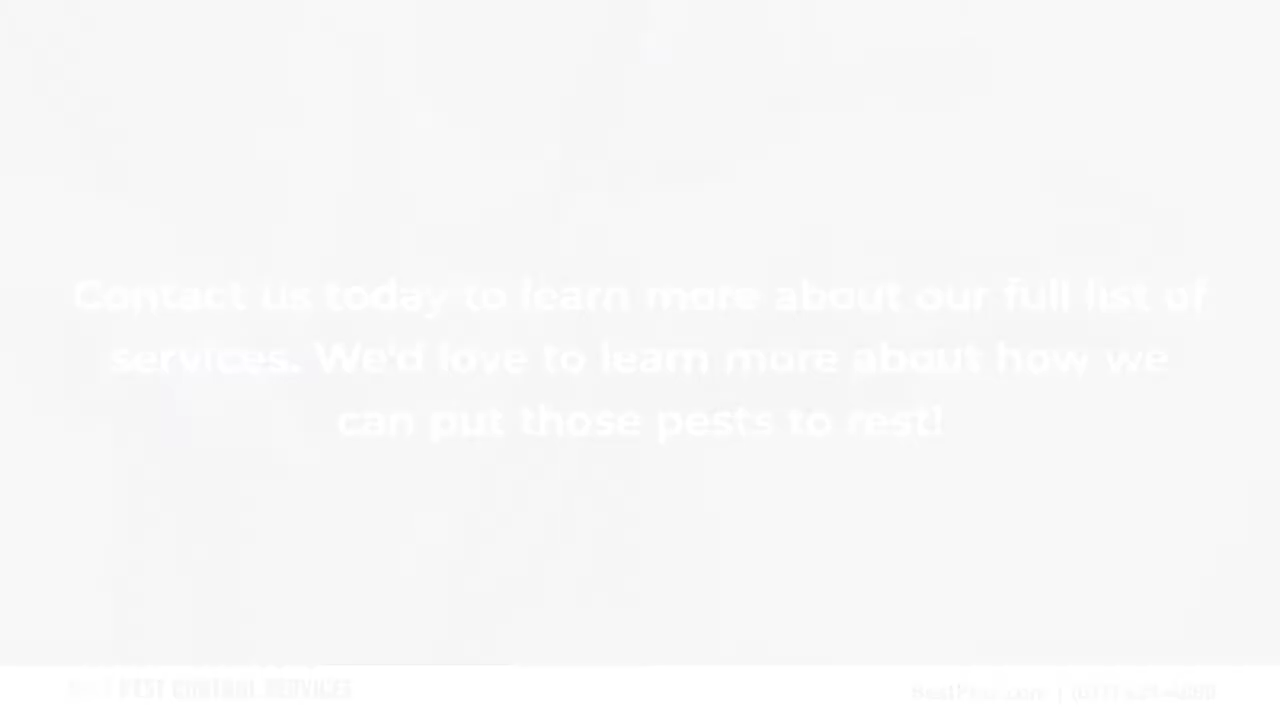 Contact us today to learn more about our full list of
services. We'd love to learn more about how we
can put those pests to rest!
PEST CONTROL SERVICES